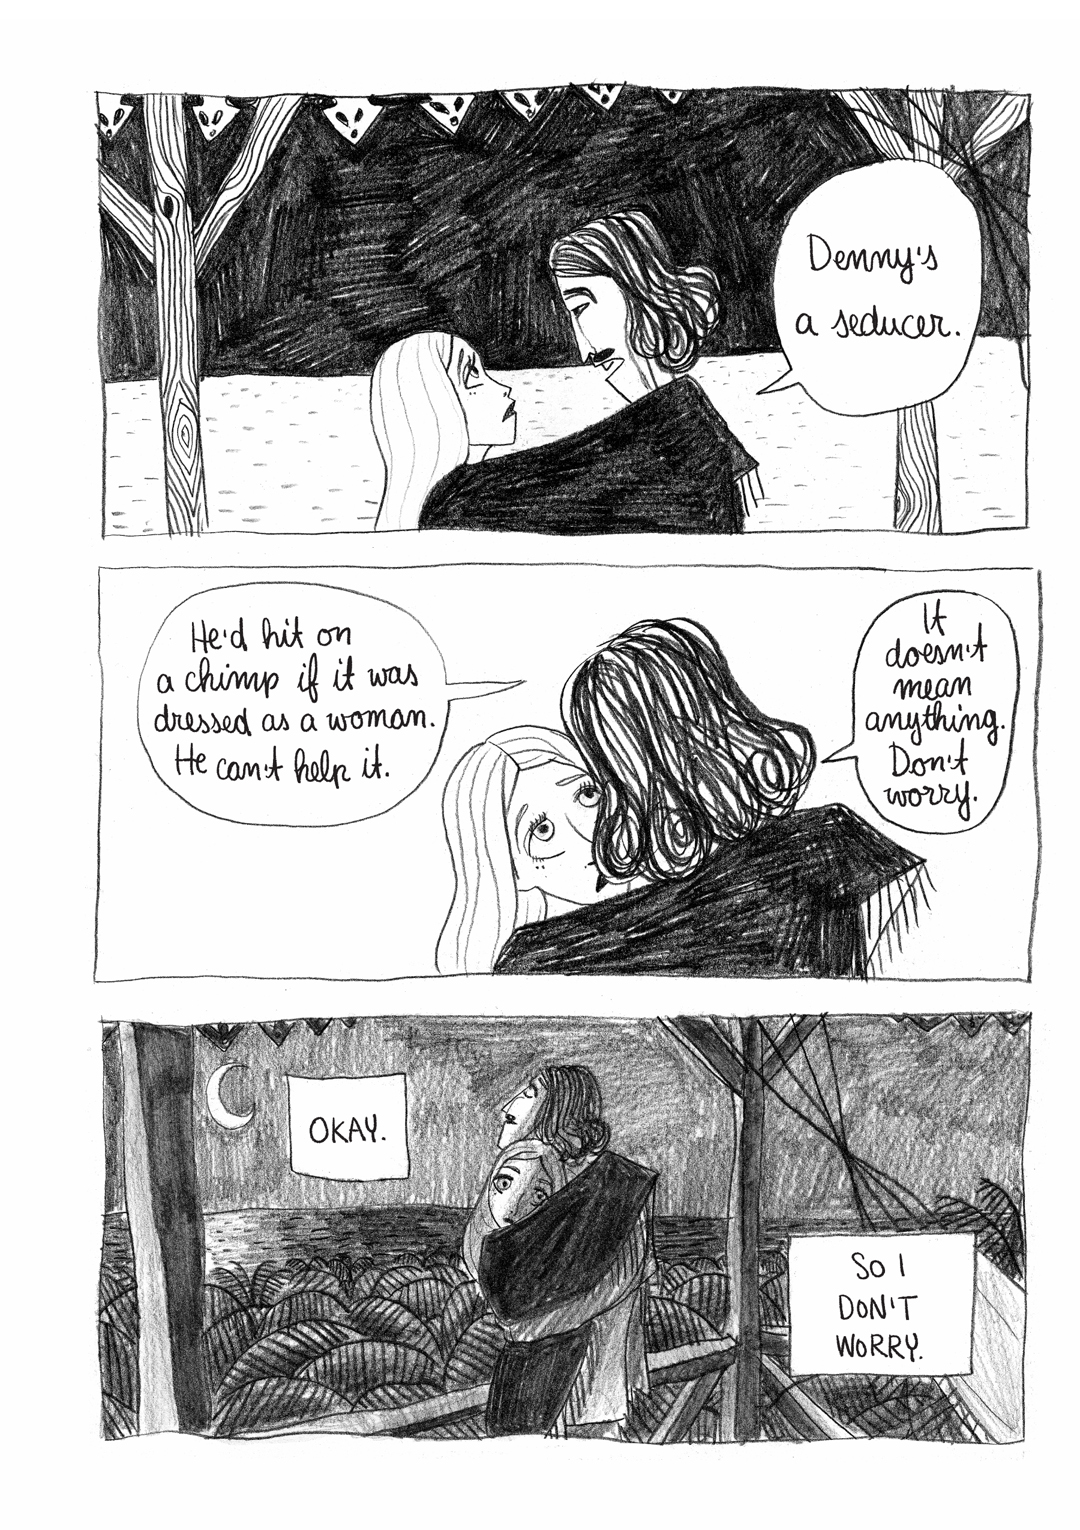 Denny's
a seducer.
He'd hit on
a chimp if it was
dressed as a woman.
He can't help it.
It
doesn't
mean
anything.
Don't
worry.
OKAY.
SO I
DON'T
WORRY.